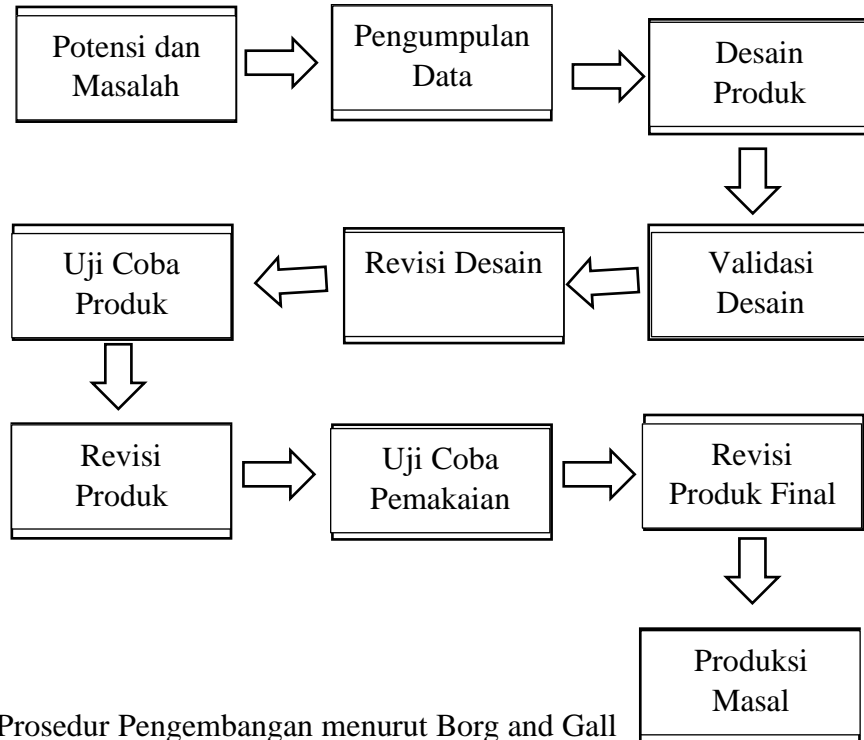 Potensi dan
Masalah
Pengumpulan
Data
Desain
Produk
Validasi
Desain
Revisi Desain
Uji Coba
Produk
Revisi
Produk
Uji Coba
Pemakaian
Revisi
Produk Final
Produksi
Masal
Prosedur Pengembangan menurut Borg and Gall